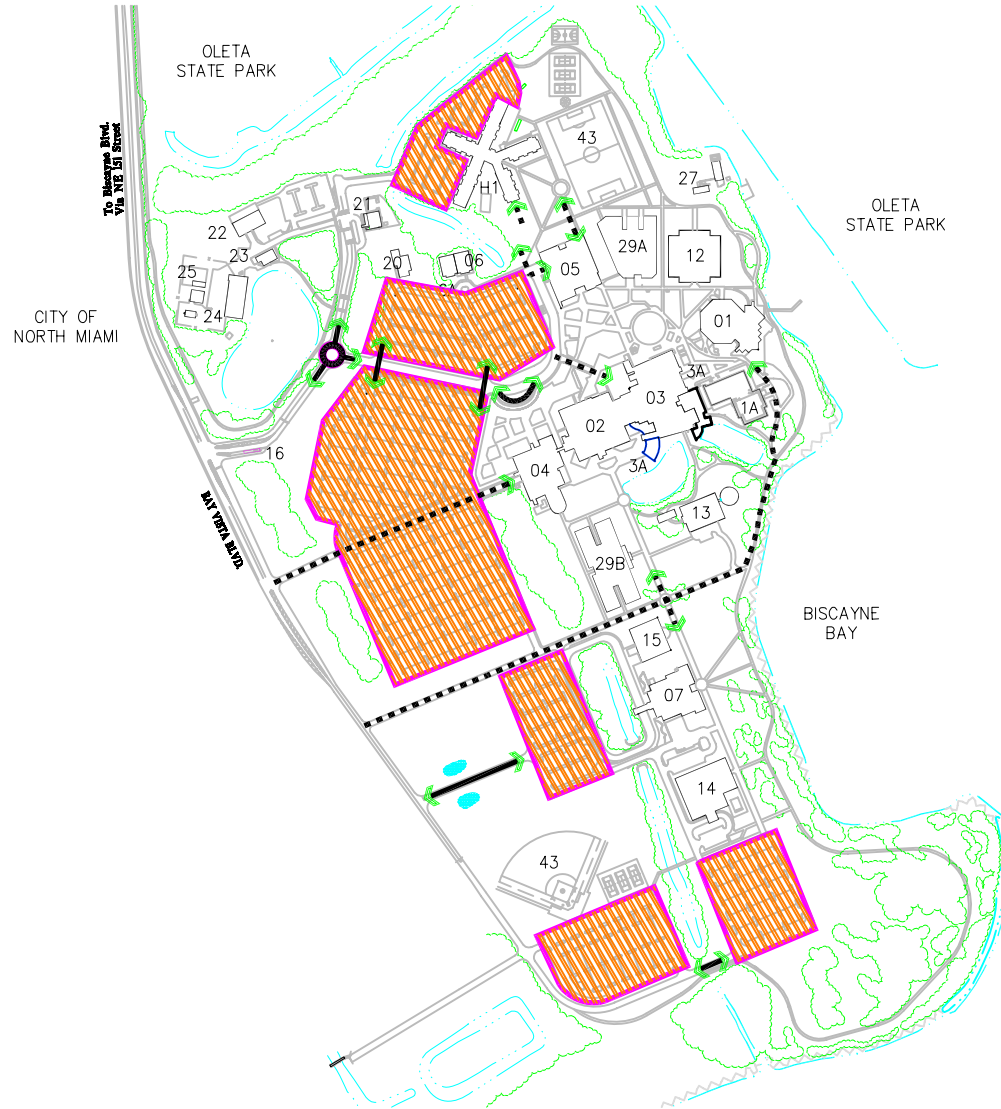 OLETA
STATE PARK
To Biscayne Blvd.
Via NE 151 Street
43
H1
27
21
22
OLETA
STATE PARK
29A
23
12
20
06
05
25
24
01
CITY OF
NORTH MIAMI
3A
03
1A
02
16
04
3A
13
BAY VISTA BLVD.
29B
BISCAYNE
BAY
15
07
14
43